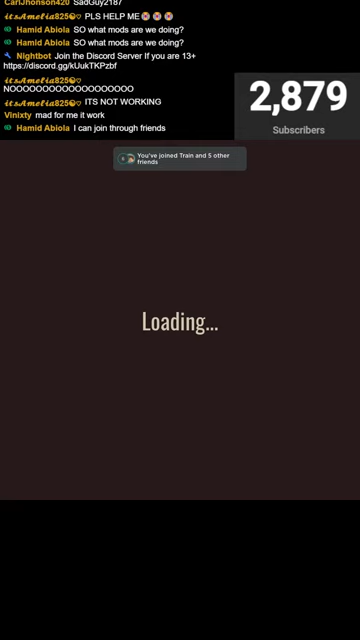 CarlJhonson420 SadGuy2187
itsAmelia825 PLS HELP ME
Hamid Abiola SO what mods are we doing?
Hamid Abiola SO what mods are we doing?
Nightbot Join the Discord Server If you are 13+
https://discord.gg/kUukTKPzbf
itsAmelia825
NOOOOOOOOOOOOOOOOOO
itsAmelia825 ITS NOT WORKING
Vinixty mad for me it work
Hamid Abiola I can join through friends
2,879
Subscribers
You've joined Train and 5 other
friends
Loading...